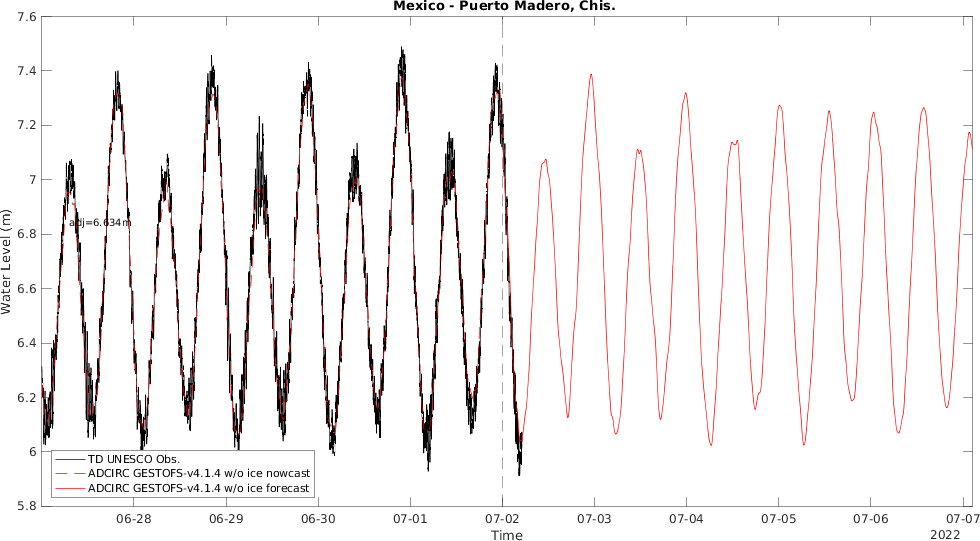 Mexico - Puerto Madero, Chis.
7.6
7.4
7.2
7
6.8
6.6
6.4
6.2
6
5.8
Water Level (m)
adj=6.634m
TD UNESCO Obs.
ADCIRC GESTOFS-v4.1.4 w/o ice nowcast
ADCIRC GESTOFS-v4.1.4 w/o ice forecast
06-28 06-29 06-30 07-01 07-02 07-03 07-04 07-05 07-06 07-07
Time
2022